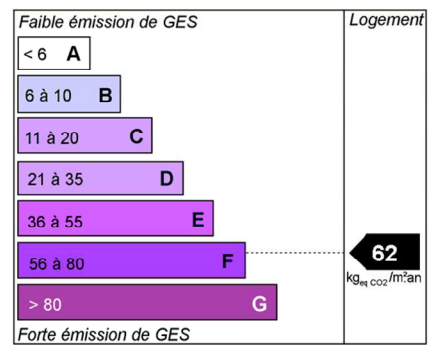 Faible émission de GES
Logement
< 6 A
6 à 10 B
11 à 20 C
21 à 35 D
36 à 55 E
56 à 80 F
62
kgeq CO2/m².an
> 80 G
Forte émission de GES